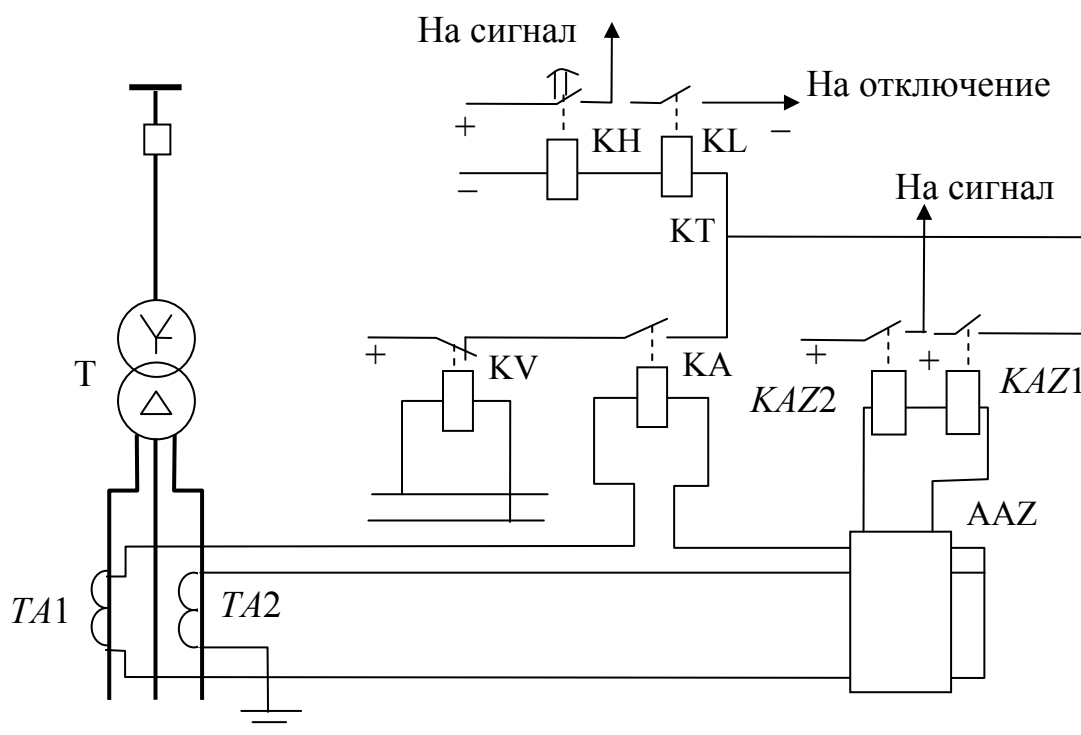 На сигнал
На отключение
+
−
KH
KL
−
На сигнал
KT
T
+
KV
KA
+
+
KAZ2
KAZ1
AAZ
TA1
TA2